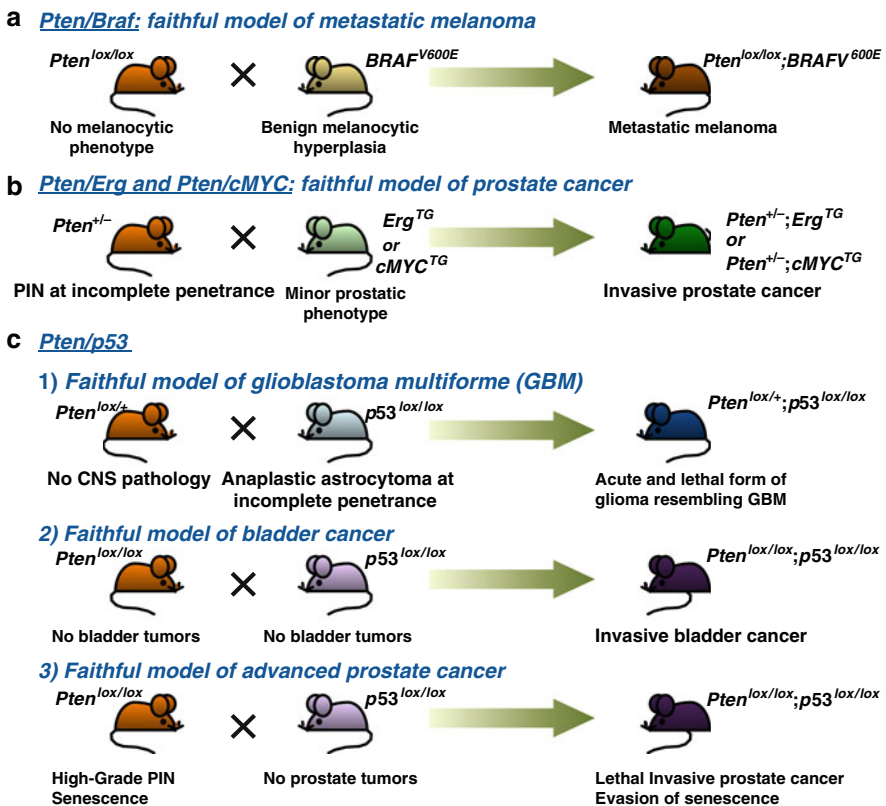 a Pten/Braf: faithful model of metastatic melanoma
Pten^lox/lox × BRAF^V600E Pten^lox/lox;BRAFV^600E
No melanocytic phenotype
Benign melanocytic hyperplasia
Metastatic melanoma
b Pten/Erg and Pten/cMYC: faithful model of prostate cancer
Pten^+/– ×
Erg^TG
or
cMYC^TG
Pten^+/–;Erg^TG
or
Pten^+/–;cMYC^TG
PIN at incomplete penetrance
Minor prostatic
phenotype
Invasive prostate cancer
c Pten/p53
1) Faithful model of glioblastoma multiforme (GBM)
Pten^lox/+ × p53^lox/lox Pten^lox/+;p53^lox/lox
No CNS pathology
Anaplastic astrocytoma at
incomplete penetrance
Acute and lethal form of
glioma resembling GBM
2) Faithful model of bladder cancer
Pten^lox/lox × p53^lox/lox Pten^lox/lox;p53^lox/lox
No bladder tumors
No bladder tumors
Invasive bladder cancer
3) Faithful model of advanced prostate cancer
Pten^lox/lox × p53^lox/lox Pten^lox/lox;p53^lox/lox
High-Grade PIN
Senescence
No prostate tumors
Lethal Invasive prostate cancer
Evasion of senescence